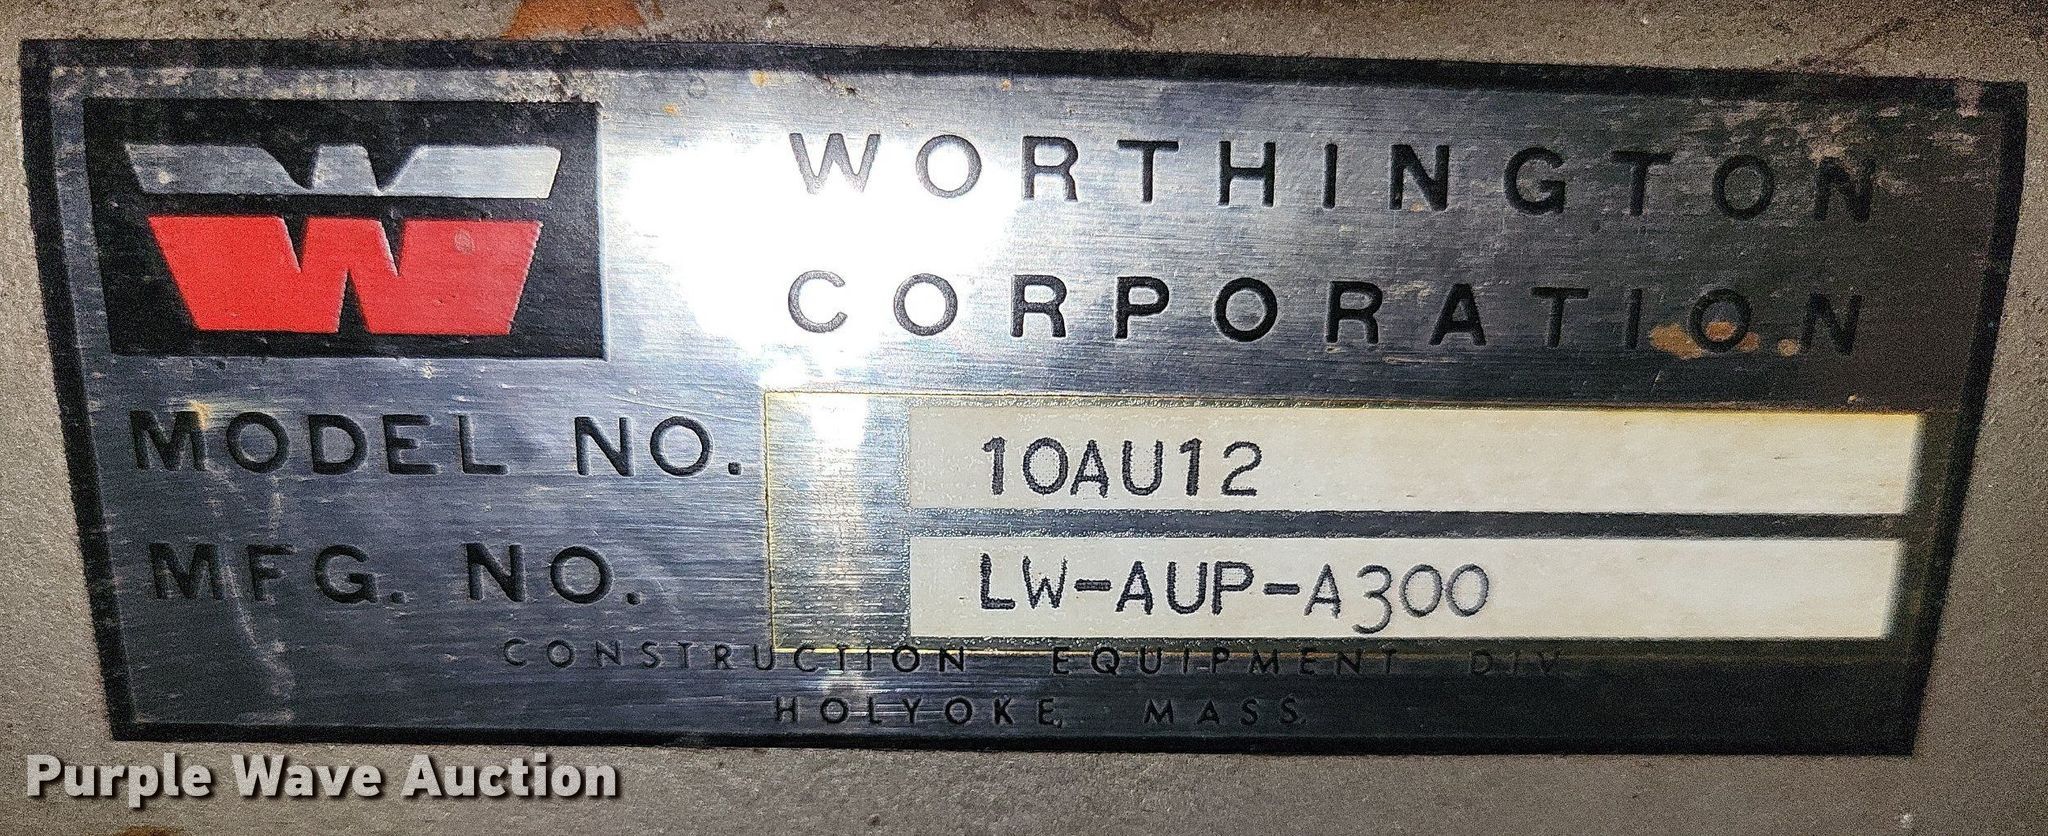 WORTHINGTON
CORPORATION
MODEL NO. 10AU12
MFG. NO. LW-AUP-A300
CONSTRUCTION EQUIPMENT DIV
HOLYOKE, MASS.
Purple Wave Auction